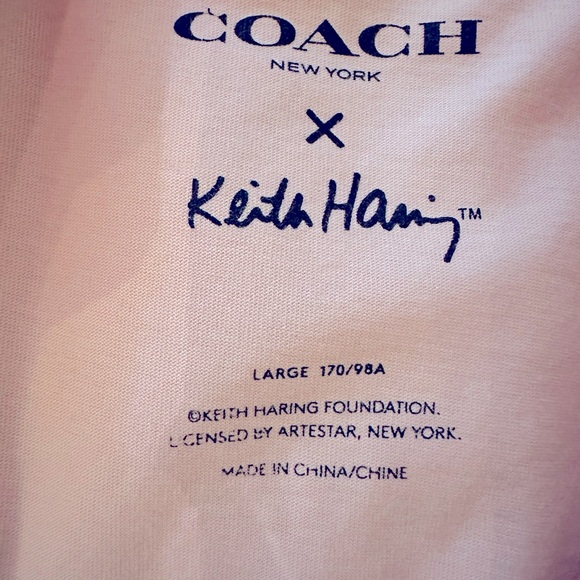 COACH
NEW YORK
X
Keith Haring™
LARGE 170/98A
©KEITH HARING FOUNDATION.
LICENSED BY ARTESTAR, NEW YORK.
MADE IN CHINA/CHINE